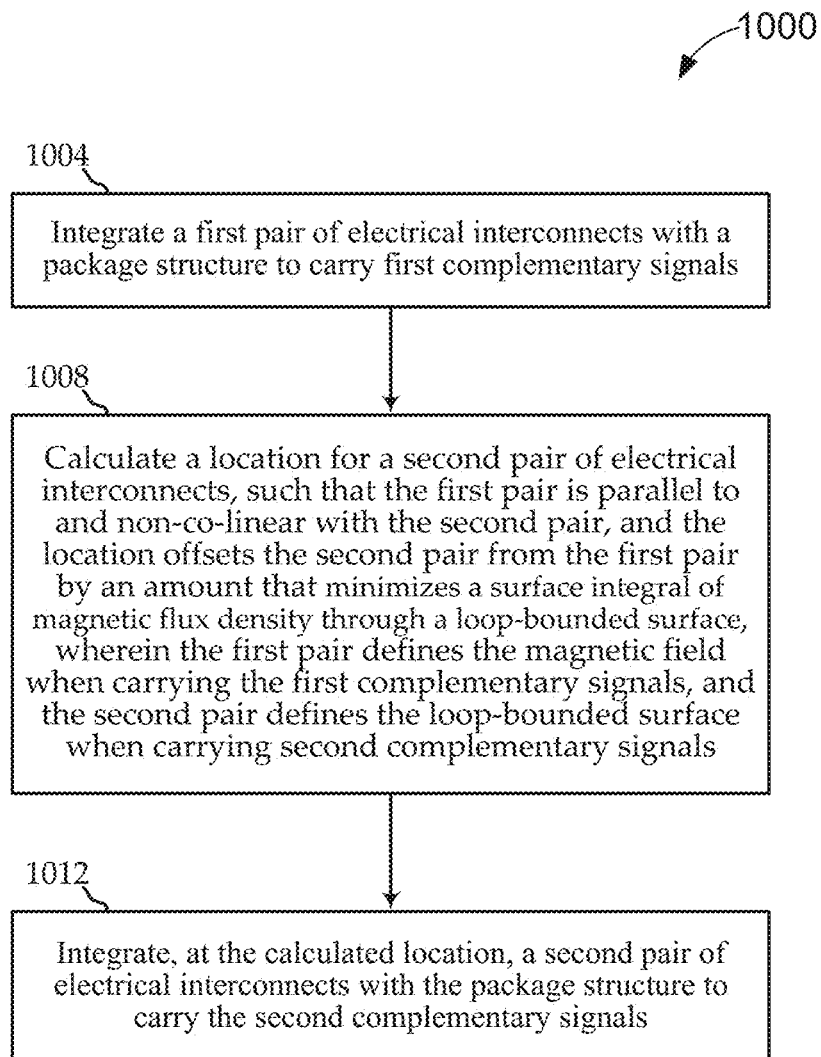 1000
1004
Integrate a first pair of electrical interconnects with a
package structure to carry first complementary signals
1008
Calculate a location for a second pair of electrical
interconnects, such that the first pair is parallel to
and non-co-linear with the second pair, and the
location offsets the second pair from the first pair
by an amount that minimizes a surface integral of
magnetic flux density through a loop-bounded surface,
wherein the first pair defines the magnetic field
when carrying the first complementary signals, and
the second pair defines the loop-bounded surface
when carrying second complementary signals
1012
Integrate, at the calculated location, a second pair of
electrical interconnects with the package structure to
carry the second complementary signals